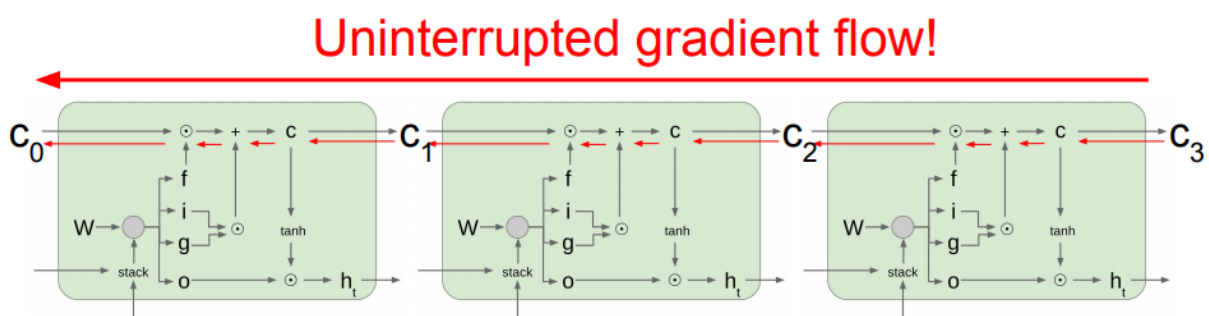 Uninterrupted gradient flow!
C0 ⊙ + c C1 ⊙ + c C2 ⊙ + c C3
f f f
i i i
W ⊙ tanh W ⊙ tanh W ⊙ tanh
g g g
stack stack stack
o ⊙ ht o ⊙ ht o ⊙ ht